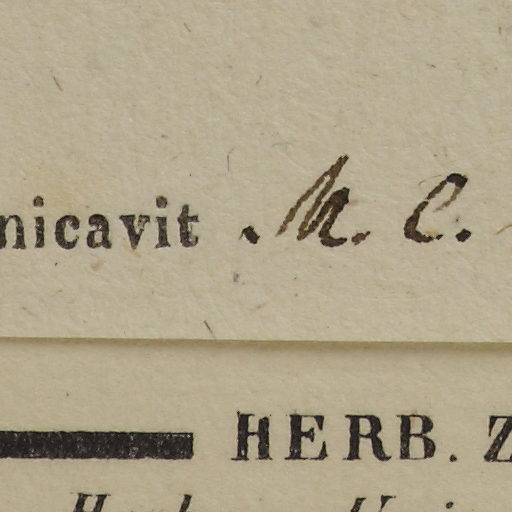 nicavit M. C.
HERB. Z